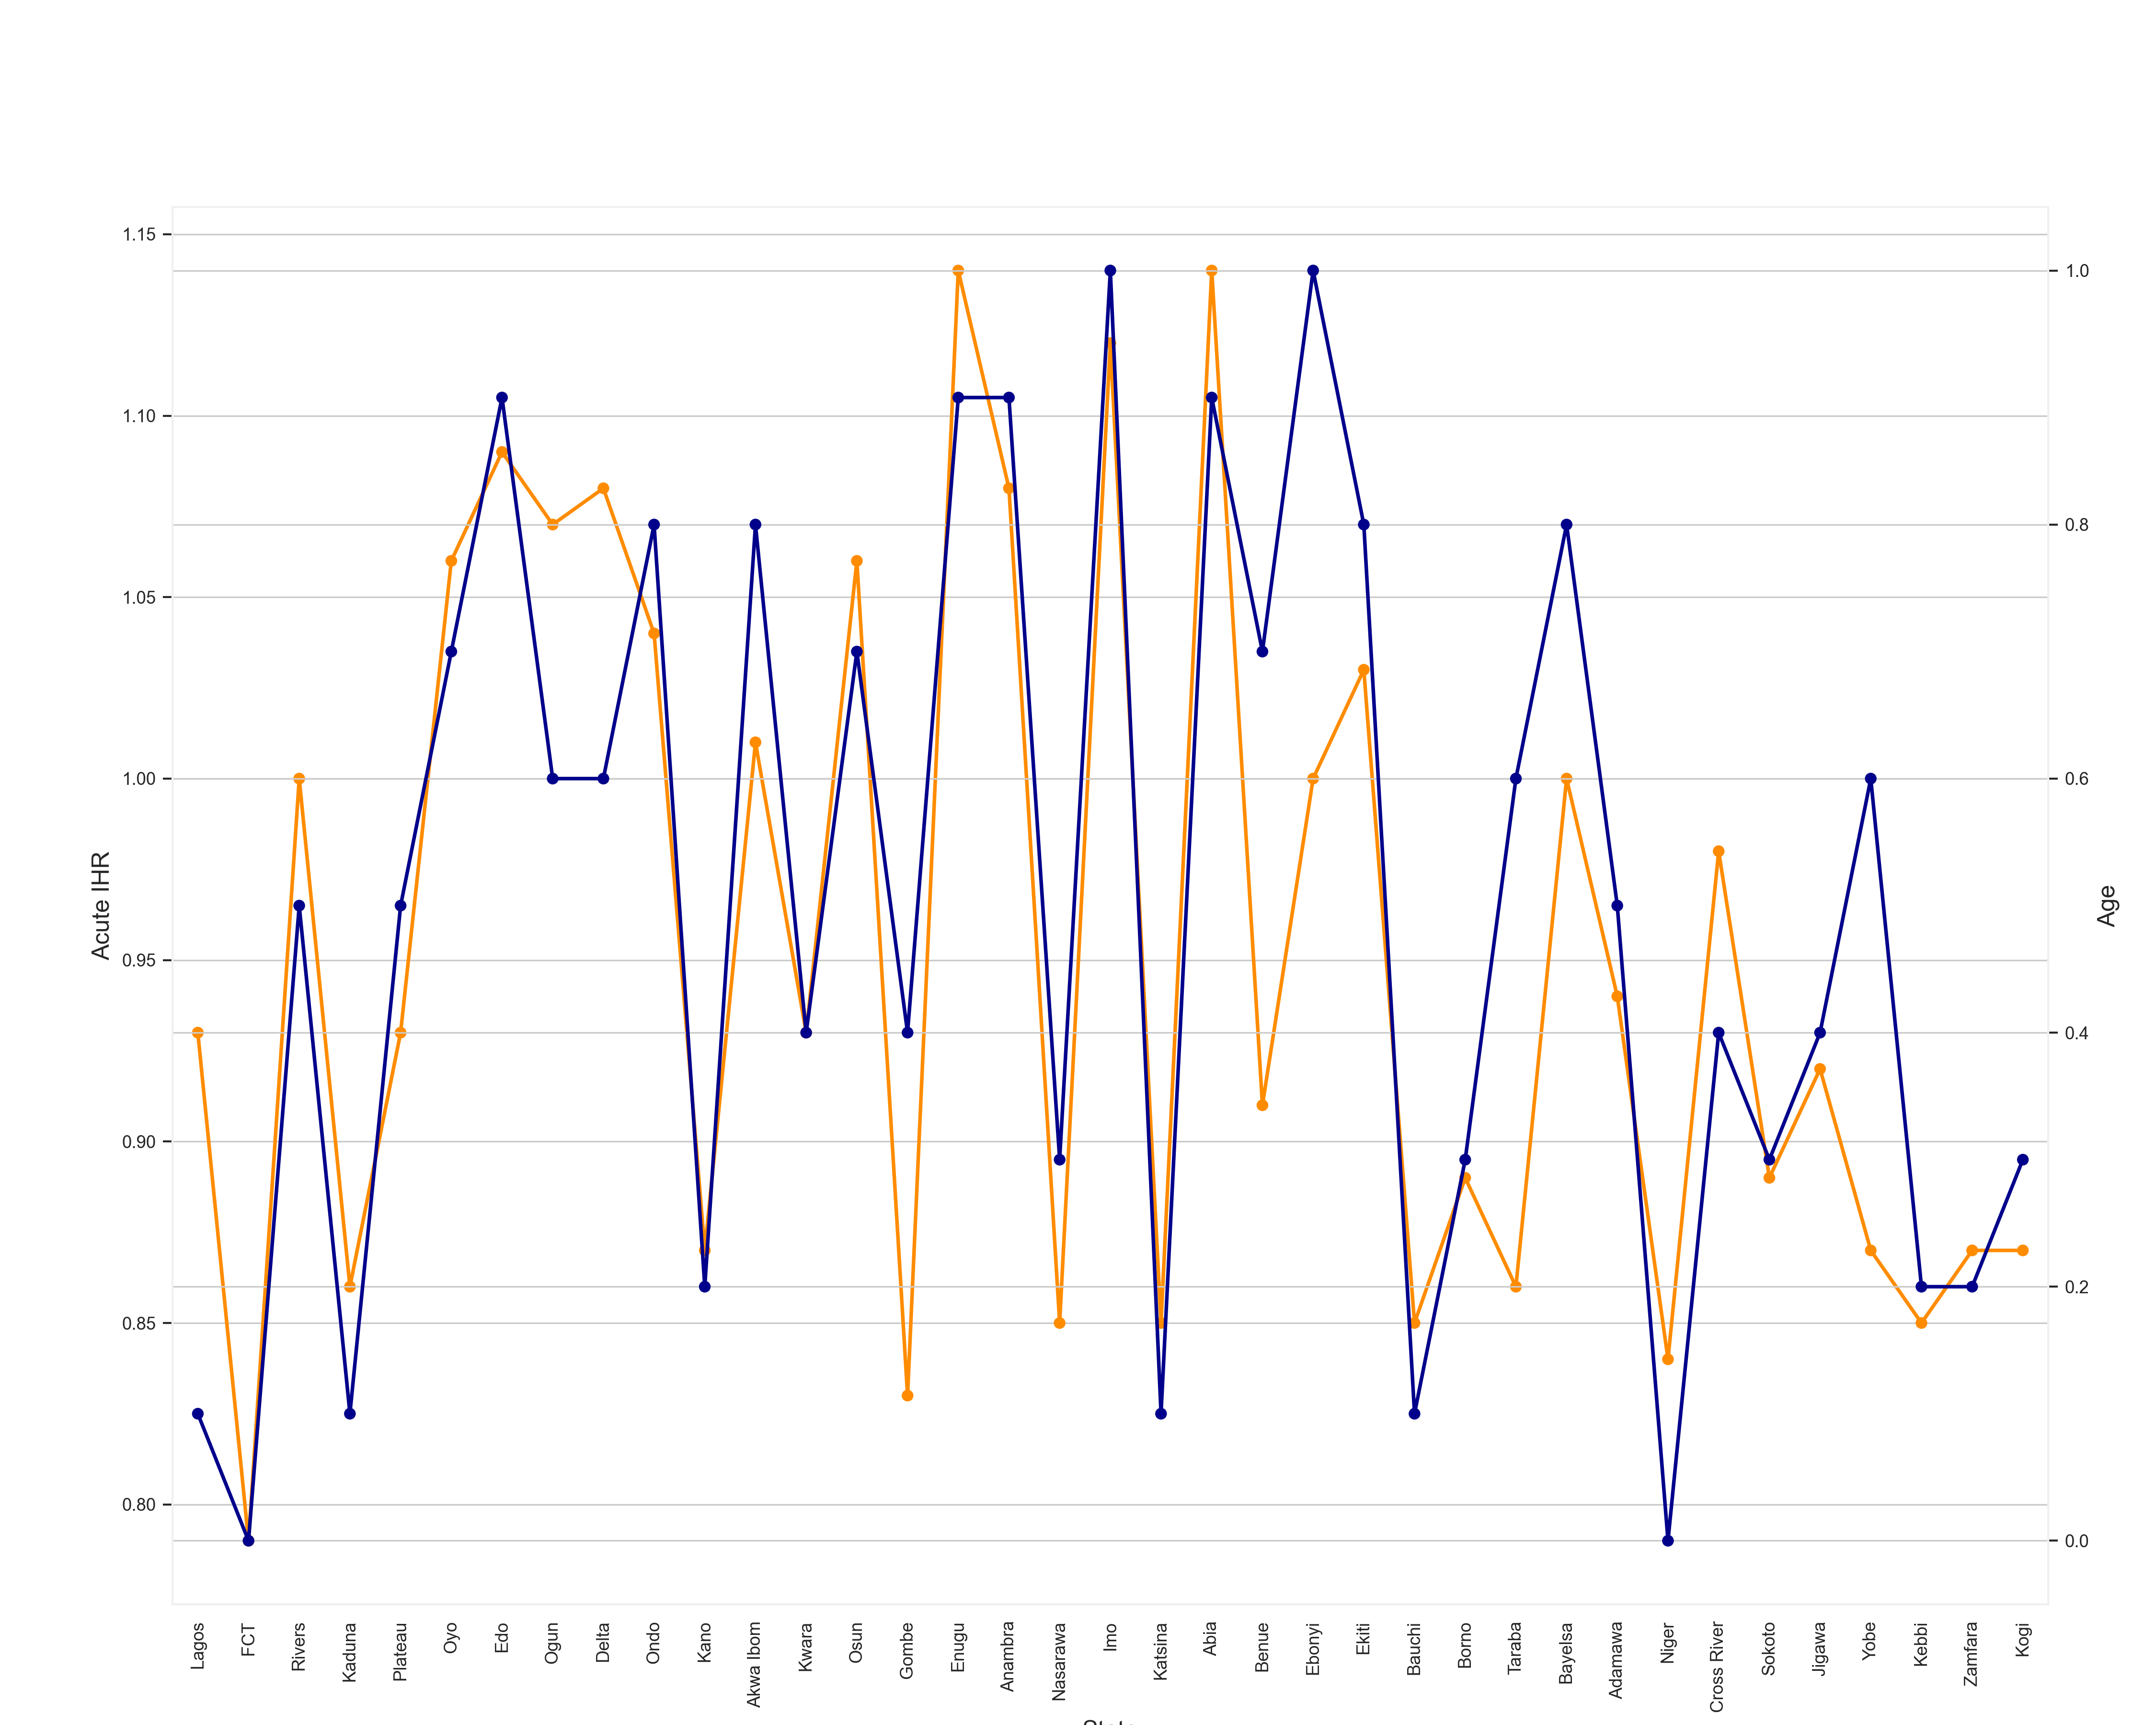 1.15
1.10
1.05
1.00
0.95
0.90
0.85
0.80
Acute IHR
1.0
0.8
0.6
0.4
0.2
0.0
Age
Lagos
FCT
Rivers
Kaduna
Plateau
Oyo
Edo
Ogun
Delta
Ondo
Kano
Akwa Ibom
Kwara
Osun
Gombe
Enugu
Anambra
Nasarawa
Imo
Katsina
Abia
Benue
Ebonyi
Ekiti
Bauchi
Borno
Taraba
Bayelsa
Adamawa
Niger
Cross River
Sokoto
Jigawa
Yobe
Kebbi
Zamfara
Kogi